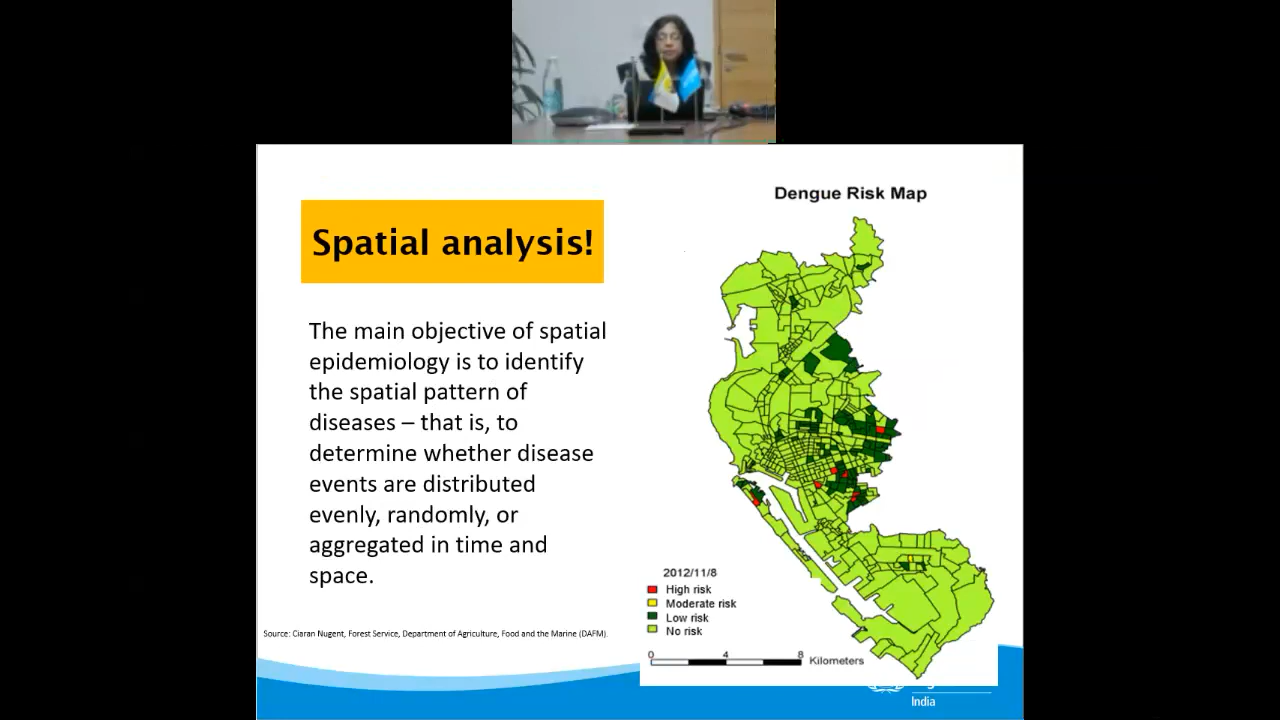 Spatial analysis!
The main objective of spatial
epidemiology is to identify
the spatial pattern of
diseases – that is, to
determine whether disease
events are distributed
evenly, randomly, or
aggregated in time and
space.
Source: Ciaran Nugent, Forest Service, Department of Agriculture, Food and the Marine (DAFM).
Dengue Risk Map
2012/11/8
High risk
Moderate risk
Low risk
No risk
0 4 8 Kilometers
India